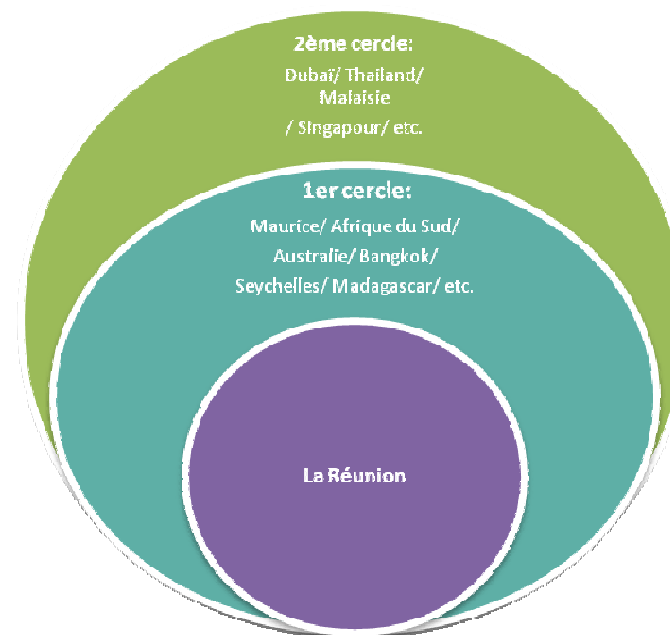 2ème cercle:
Dubaï/ Thailand/
Malaisie
/ Singapour/ etc.
1er cercle:
Maurice/ Afrique du Sud/
Australie/ Bangkok/
Seychelles/ Madagascar/ etc.
La Réunion